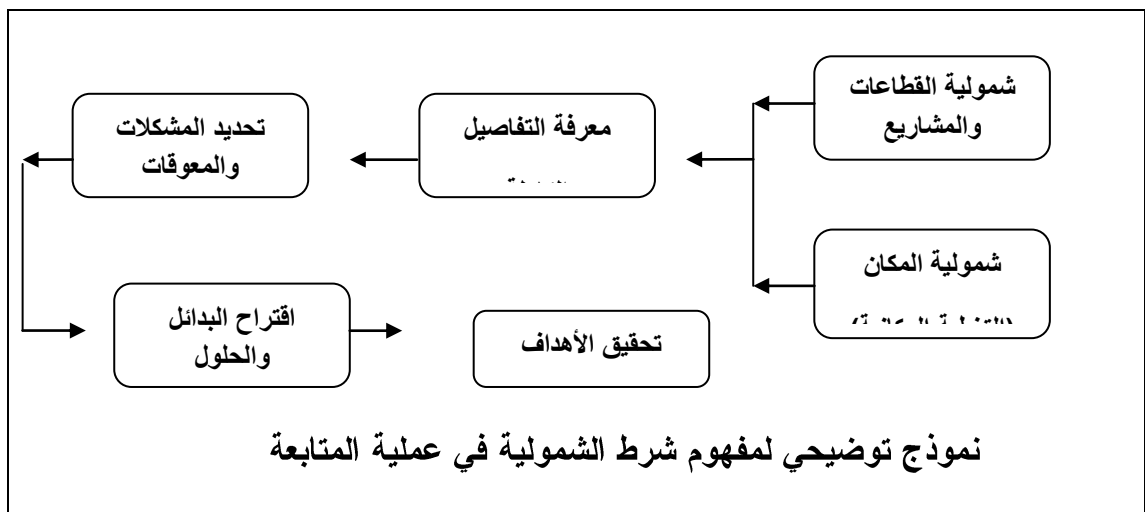 شمولية القطاعات
والمشاريع
معرفة التفاصيل
تحديد المشكلات
والمعوقات
شمولية المكان
اقتراح البدائل
والحلول
تحقيق الأهداف
نموذج توضيحي لمفهوم شرط الشمولية في عملية المتابعة